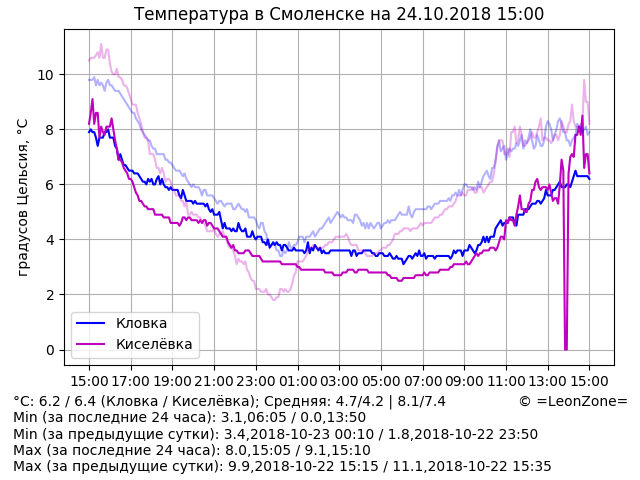 Температура в Смоленске на 24.10.2018 15:00
градусов Цельсия, °C
10
8
6
4
2
0
Кловка
Киселёвка
15:00 17:00 19:00 21:00 23:00 01:00 03:00 05:00 07:00 09:00 11:00 13:00 15:00
°C: 6.2 / 6.4 (Кловка / Киселёвка); Средняя: 4.7/4.2 | 8.1/7.4 © =LeonZone=
Min (за последние 24 часа): 3.1,06:05 / 0.0,13:50
Min (за предыдущие сутки): 3.4,2018-10-23 00:10 / 1.8,2018-10-22 23:50
Max (за последние 24 часа): 8.0,15:05 / 9.1,15:10
Max (за предыдущие сутки): 9.9,2018-10-22 15:15 / 11.1,2018-10-22 15:35